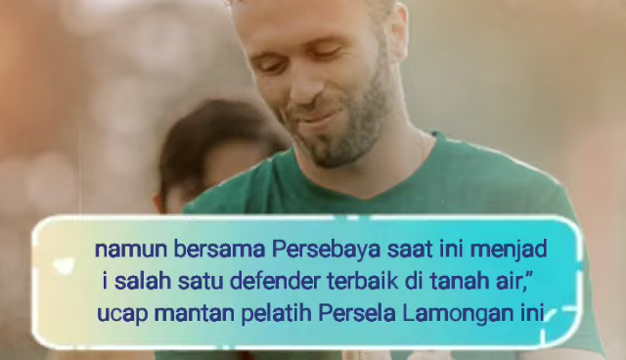 namun bersama Persebaya saat ini menjad
i salah satu defender terbaik di tanah air,”
ucap mantan pelatih Persela Lamongan ini